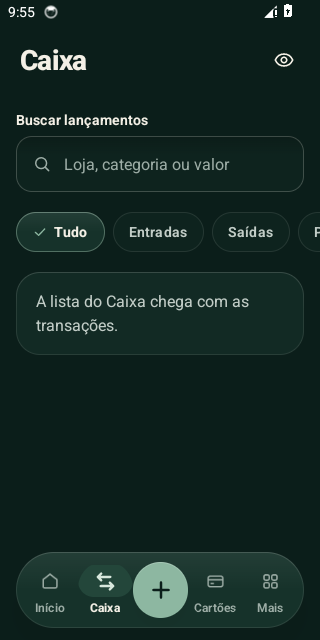 9:55
Caixa
Buscar lançamentos
Loja, categoria ou valor
Tudo
Entradas
Saídas
A lista do Caixa chega com as
transações.
Início
Caixa
Cartões
Mais